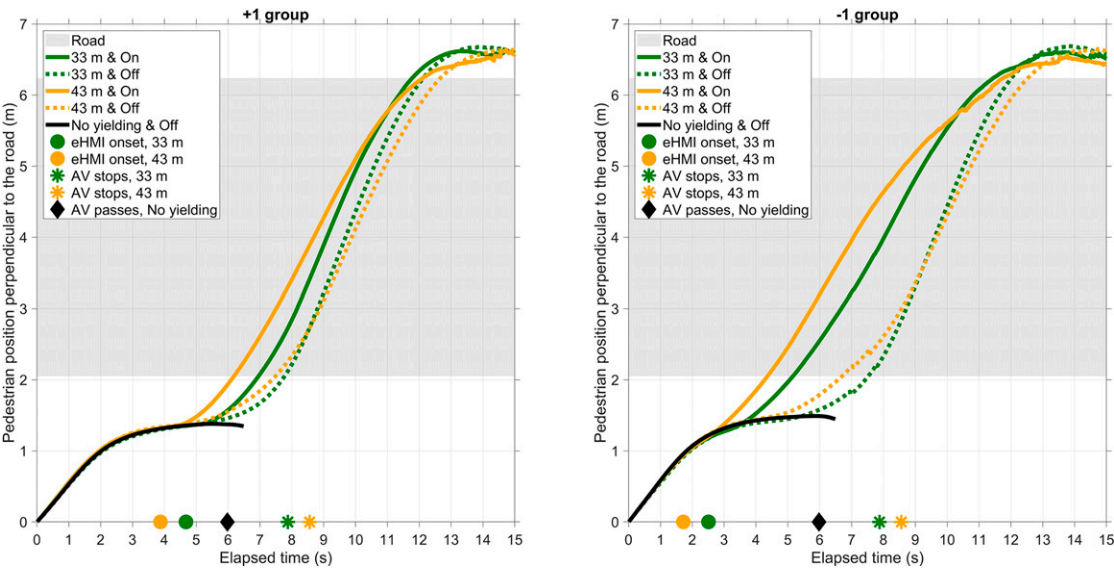 +1 group
7
6
5
4
3
2
1
0
Pedestrian position perpendicular to the road (m)
Road
33 m & On
33 m & Off
43 m & On
43 m & Off
No yielding & Off
eHMI onset, 33 m
eHMI onset, 43 m
AV stops, 33 m
AV stops, 43 m
AV passes, No yielding
0 1 2 3 4 5 6 7 8 9 10 11 12 13 14 15
Elapsed time (s)
-1 group
7
6
5
4
3
2
1
0
Pedestrian position perpendicular to the road (m)
Road
33 m & On
33 m & Off
43 m & On
43 m & Off
No yielding & Off
eHMI onset, 33 m
eHMI onset, 43 m
AV stops, 33 m
AV stops, 43 m
AV passes, No yielding
0 1 2 3 4 5 6 7 8 9 10 11 12 13 14 15
Elapsed time (s)